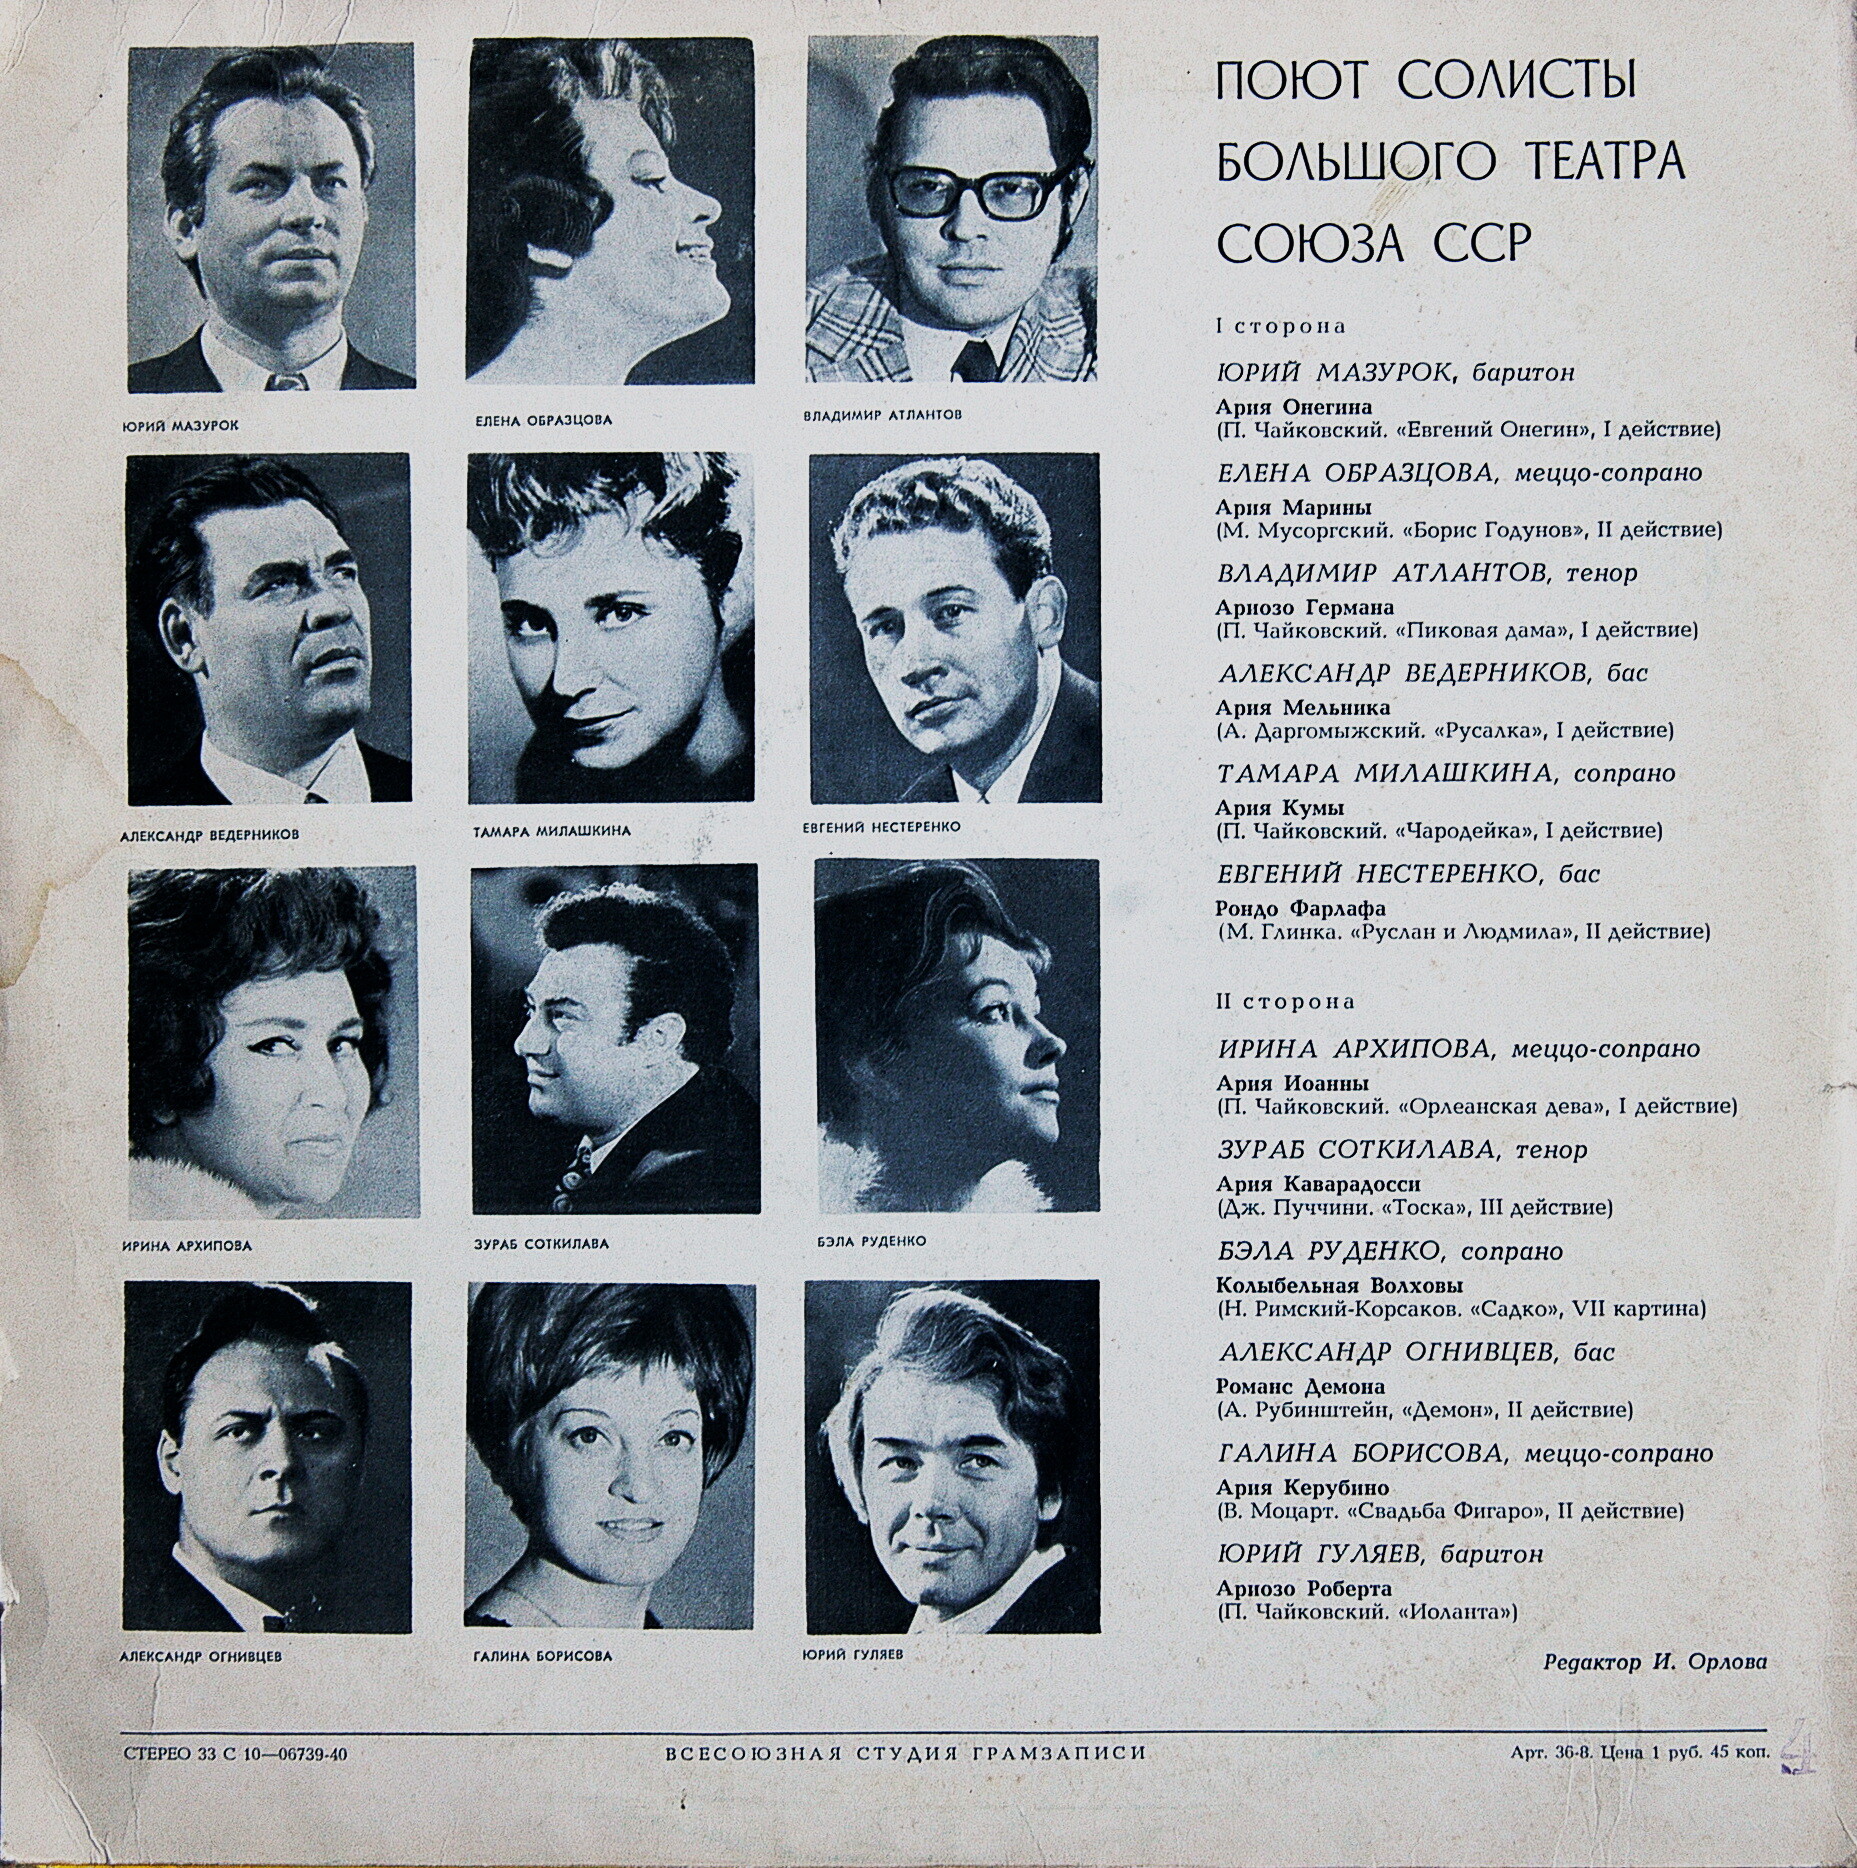 ПОЮТ СОЛИСТЫ
БОЛЬШОГО ТЕАТРА
СОЮЗА ССР
ЮРИЙ МАЗУРОК
ЕЛЕНА ОБРАЗЦОВА
ВЛАДИМИР АТЛАНТОВ
АЛЕКСАНДР ВЕДЕРНИКОВ
ТАМАРА МИЛАШКИНА
ЕВГЕНИЙ НЕСТЕРЕНКО
ИРИНА АРХИПОВА
ЗУРАБ СОТКИЛАВА
БЭЛА РУДЕНКО
АЛЕКСАНДР ОГНИВЦЕВ
ГАЛИНА БОРИСОВА
ЮРИЙ ГУЛЯЕВ
I сторона
ЮРИЙ МАЗУРОК, баритон
Ария Онегина
(П. Чайковский. «Евгений Онегин», I действие)
ЕЛЕНА ОБРАЗЦОВА, меццо-сопрано
Ария Марины
(М. Мусоргский. «Борис Годунов», II действие)
ВЛАДИМИР АТЛАНТОВ, тенор
Ариозо Германа
(П. Чайковский. «Пиковая дама», I действие)
АЛЕКСАНДР ВЕДЕРНИКОВ, бас
Ария Мельника
(А. Даргомыжский. «Русалка», I действие)
ТАМАРА МИЛАШКИНА, сопрано
Ария Кумы
(П. Чайковский. «Чародейка», I действие)
ЕВГЕНИЙ НЕСТЕРЕНКО, бас
Рондо Фарлафа
(М. Глинка. «Руслан и Людмила», II действие)
II сторона
ИРИНА АРХИПОВА, меццо-сопрано
Ария Иоанны
(П. Чайковский. «Орлеанская дева», I действие)
ЗУРАБ СОТКИЛАВА, тенор
Ария Каварадосси
(Дж. Пуччини. «Тоска», III действие)
БЭЛА РУДЕНКО, сопрано
Колыбельная Волховы
(Н. Римский-Корсаков. «Садко», VII картина)
АЛЕКСАНДР ОГНИВЦЕВ, бас
Романс Демона
(А. Рубинштейн, «Демон», II действие)
ГАЛИНА БОРИСОВА, меццо-сопрано
Ария Керубино
(В. Моцарт. «Свадьба Фигаро», II действие)
ЮРИЙ ГУЛЯЕВ, баритон
Ариозо Роберта
(П. Чайковский. «Иоланта»)
Редактор И. Орлова
СТЕРЕО 33 С 10—06739-40
ВСЕСОЮЗНАЯ СТУДИЯ ГРАМЗАПИСИ
Арт. 36-8. Цена 1 руб. 45 коп.